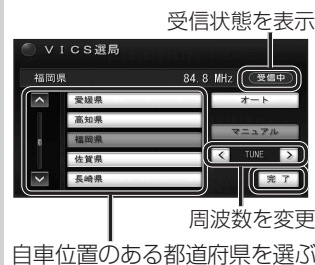 受信状態を表示
VICS選局
福岡県 84.8 MHz 受信中
愛媛県 オート
高知県
福岡県 マニュアル
佐賀県 TUNE
長崎県 完了
周波数を変更
自車位置のある都道府県を選ぶ